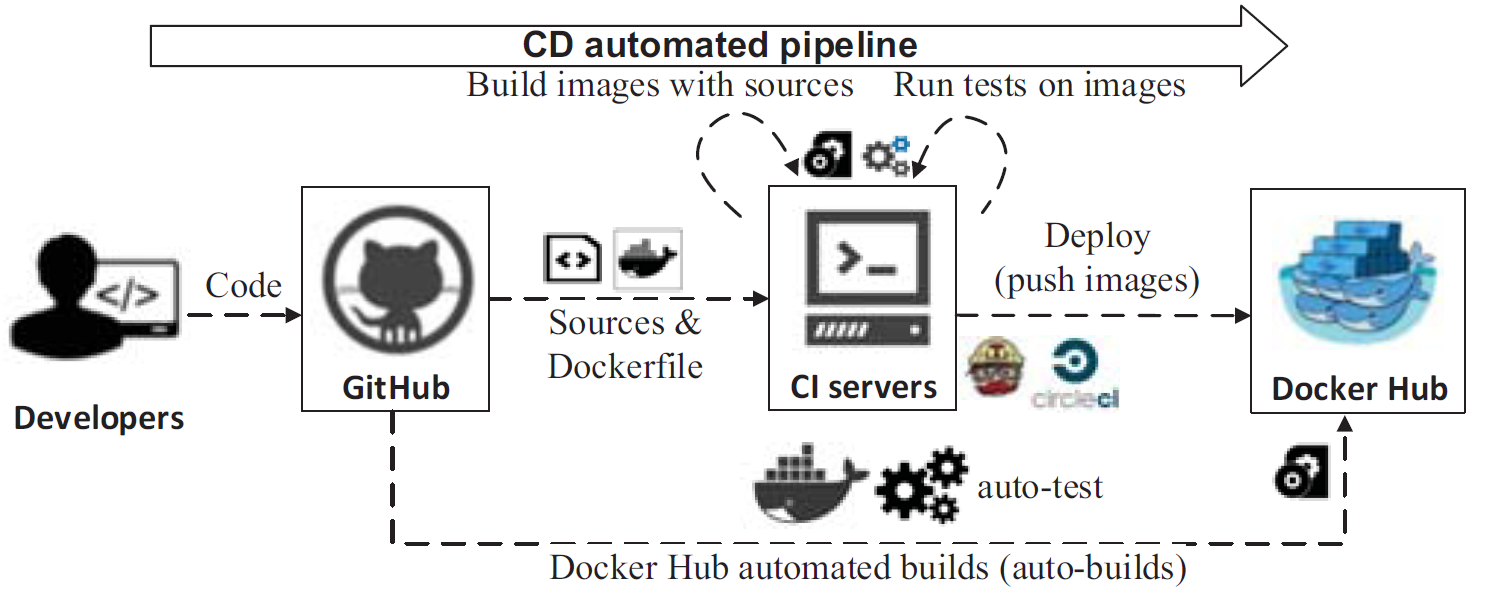 CD automated pipeline
Build images with sources
Run tests on images
Code
</>
<>
Sources &
Dockerfile
>_
Deploy
(push images)
circleci
Developers
GitHub
CI servers
Docker Hub
auto-test
Docker Hub automated builds (auto-builds)